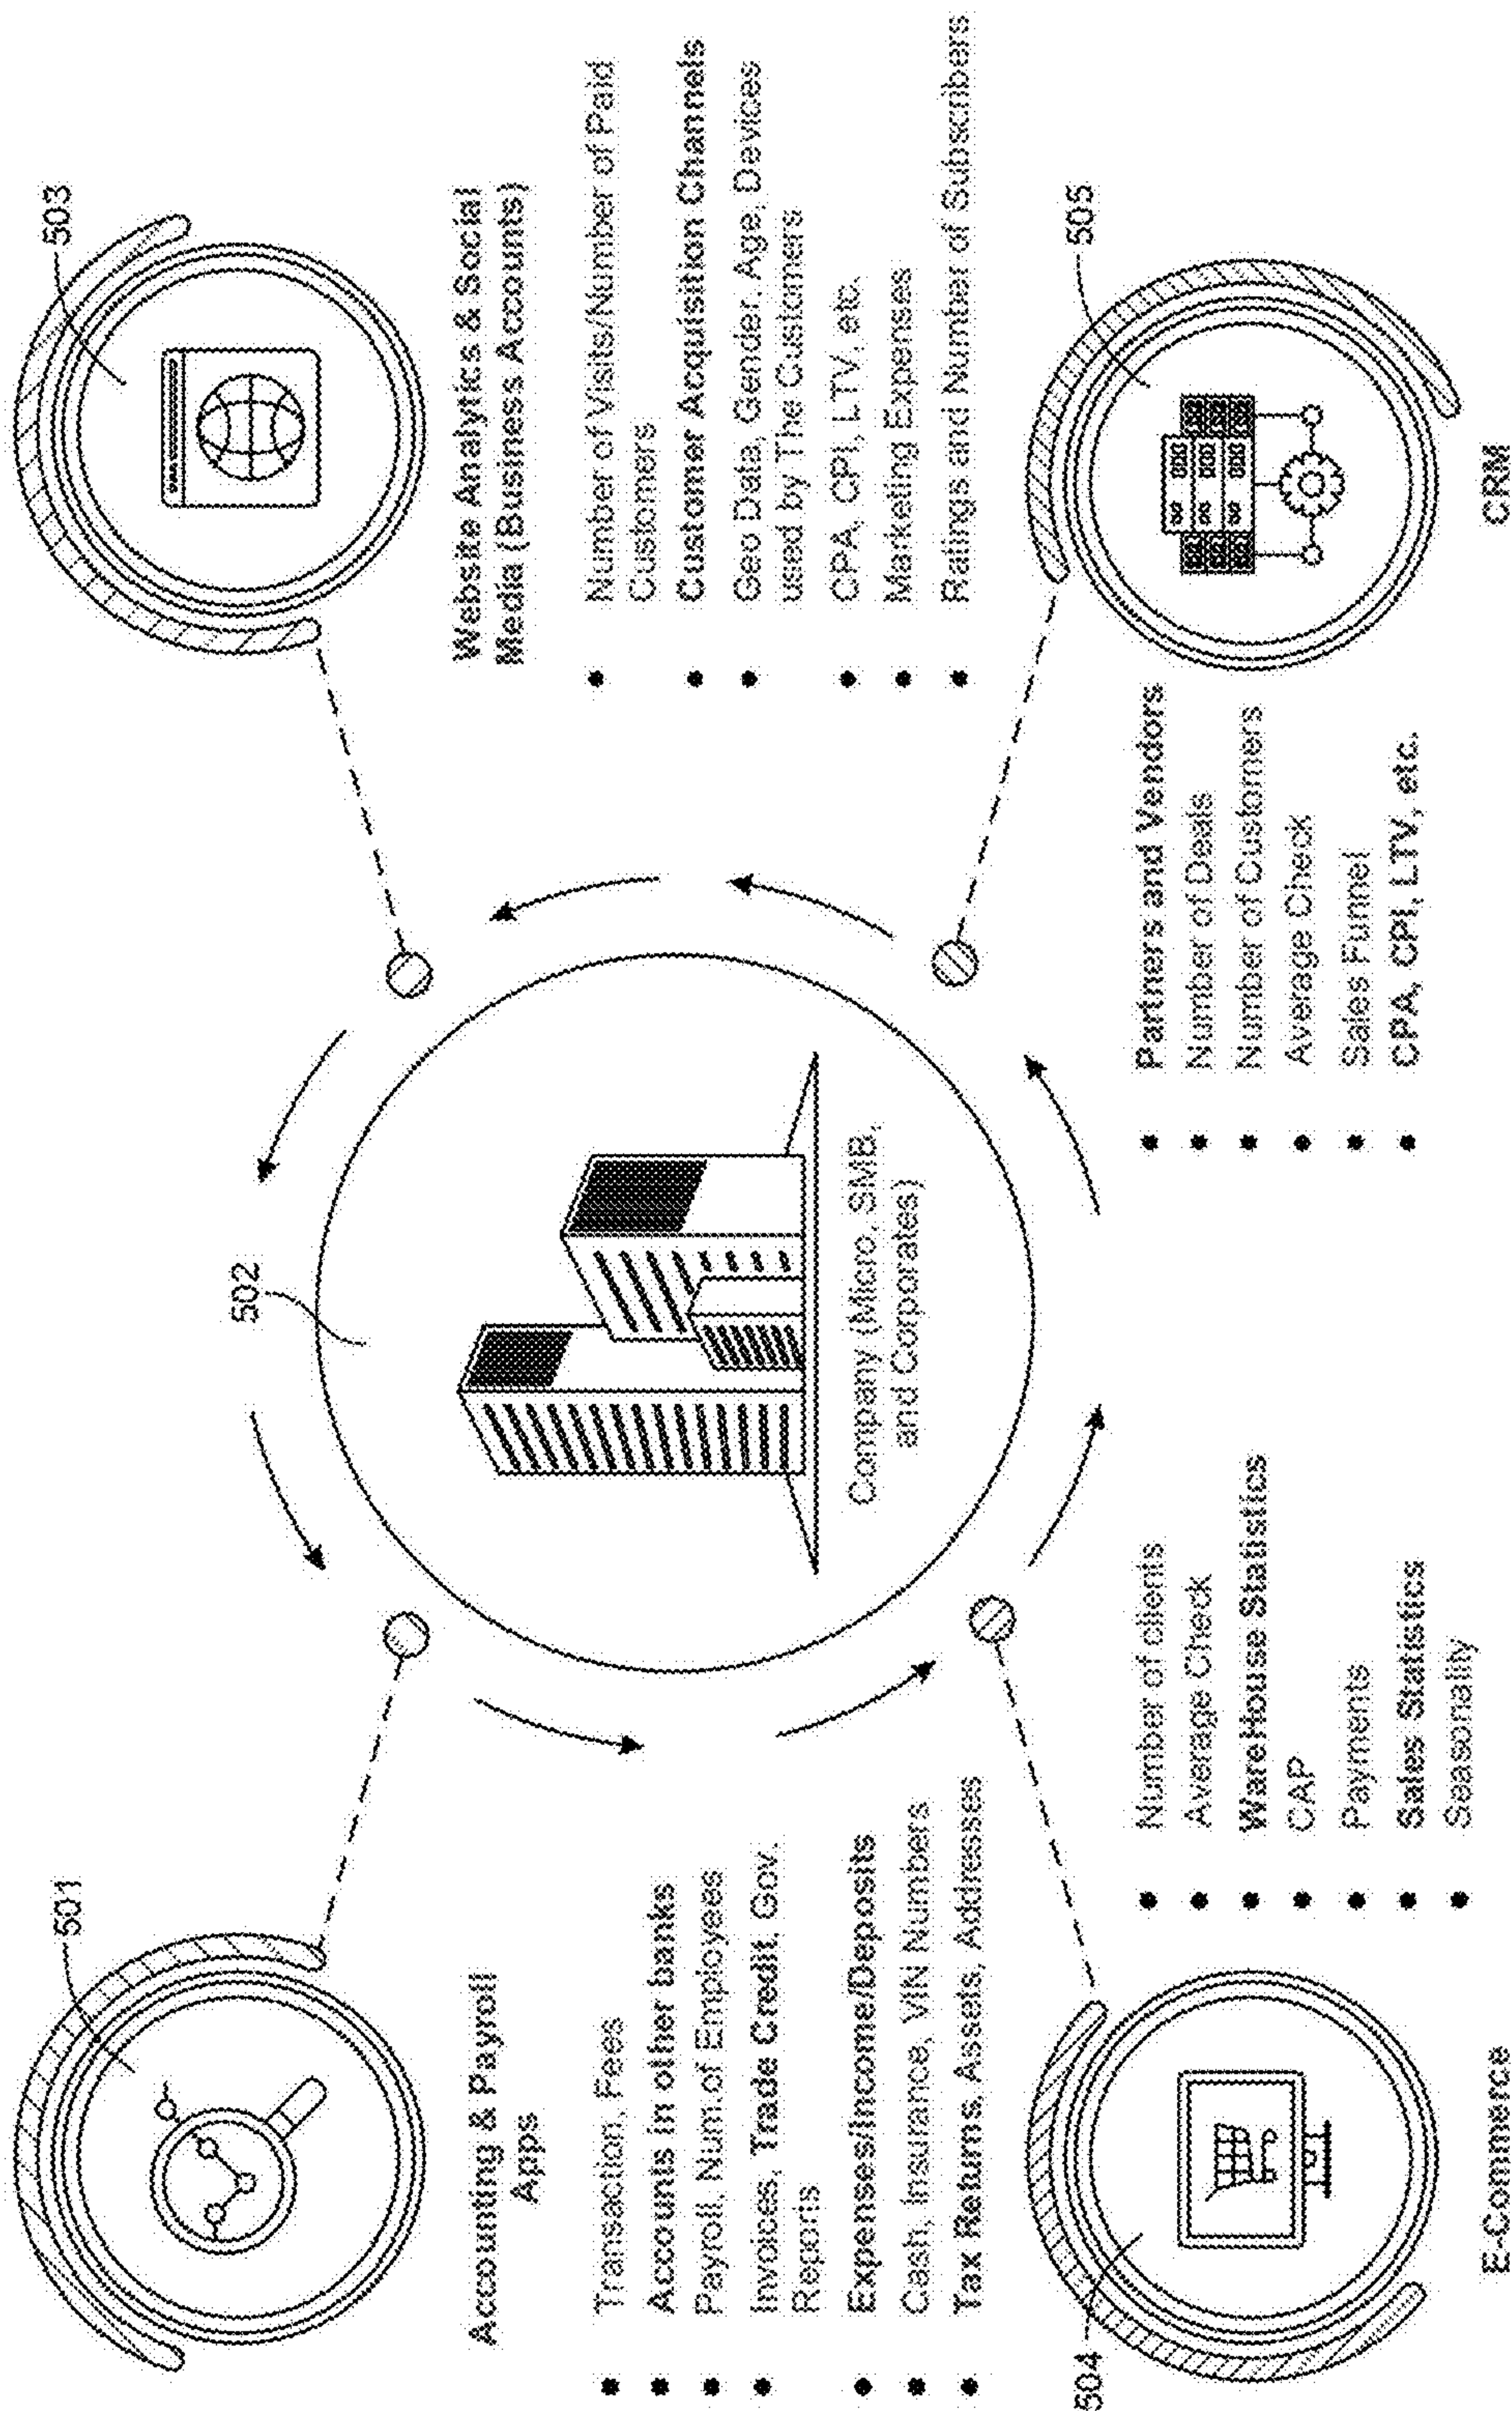 501
Accounting & Payroll
Apps
Transaction, Fees
Accounts in other banks
Payroll, Num.of Employees
Invoices, Trade Credit, Gov.
Reports
Expenses/Income/Deposits
Cash, Insurance, VIN Numbers
Tax Returns, Assets, Addresses
502
Company (Micro, SMB,
and Corporates)
503
Website Analytics & Social
Media (Business Accounts)
Number of Visits/Number of Paid
Customers
Customer Acquisition Channels
Geo Data, Gender, Age, Devices
used by The Customers
CPA, CPI, LTV, etc.
Marketing Expenses
Ratings and Number of Subscribers
504
E-Commerce
Number of clients
Average Check
WareHouse Statistics
CAP
Payments
Sales Statistics
Seasonality
Partners and Vendors
Number of Deals
Number of Customers
Average Check
Sales Funnel
CPA, CPI, LTV, etc.
505
CRM